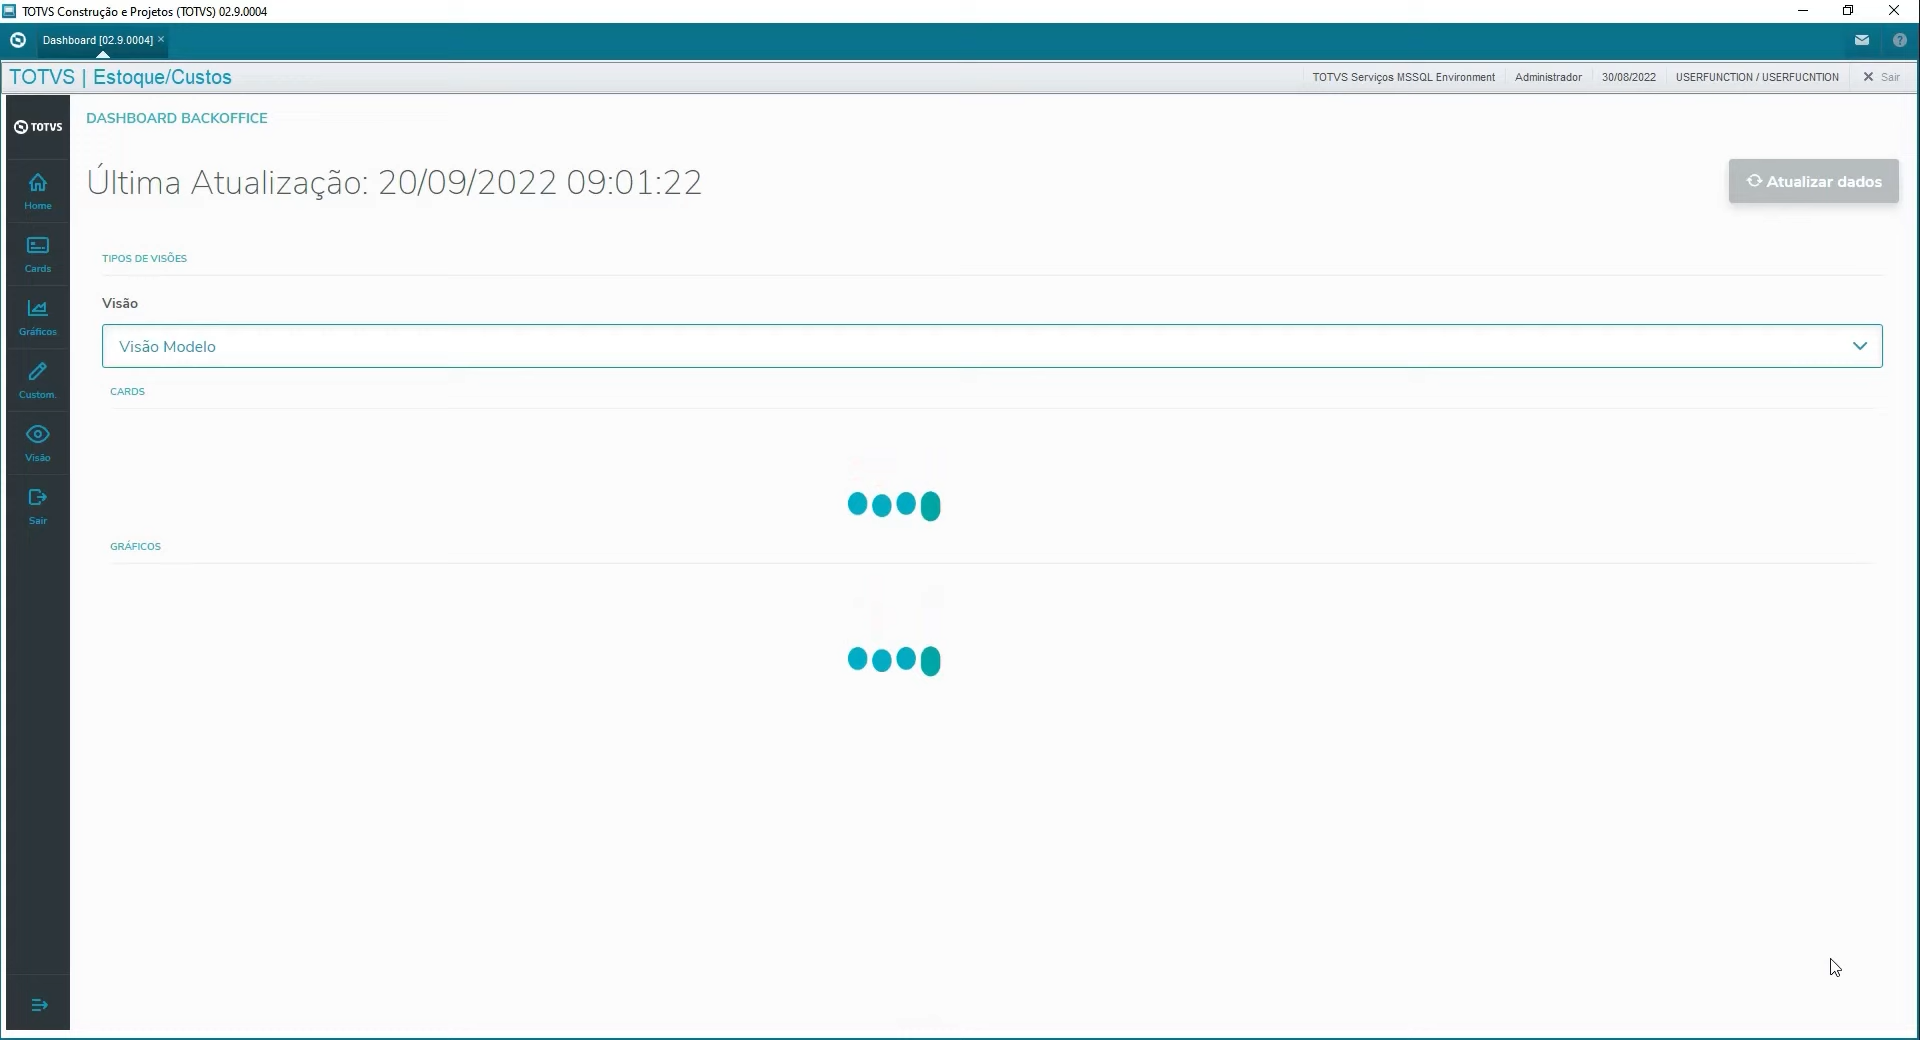 TOTVS Construção e Projetos (TOTVS) 02.9.0004
Dashboard [02.9.0004]
TOTVS | Estoque/Custos
TOTVS Serviços MSSQL Environment Administrador 30/08/2022 USERFUNCTION / USERFUCNTION Sair
TOTVS
DASHBOARD BACKOFFICE
Última Atualização: 20/09/2022 09:01:22
Atualizar dados
Home
Cards
Gráficos
Custom.
Visão
Sair
TIPOS DE VISÕES
Visão
Visão Modelo
CARDS
GRÁFICOS